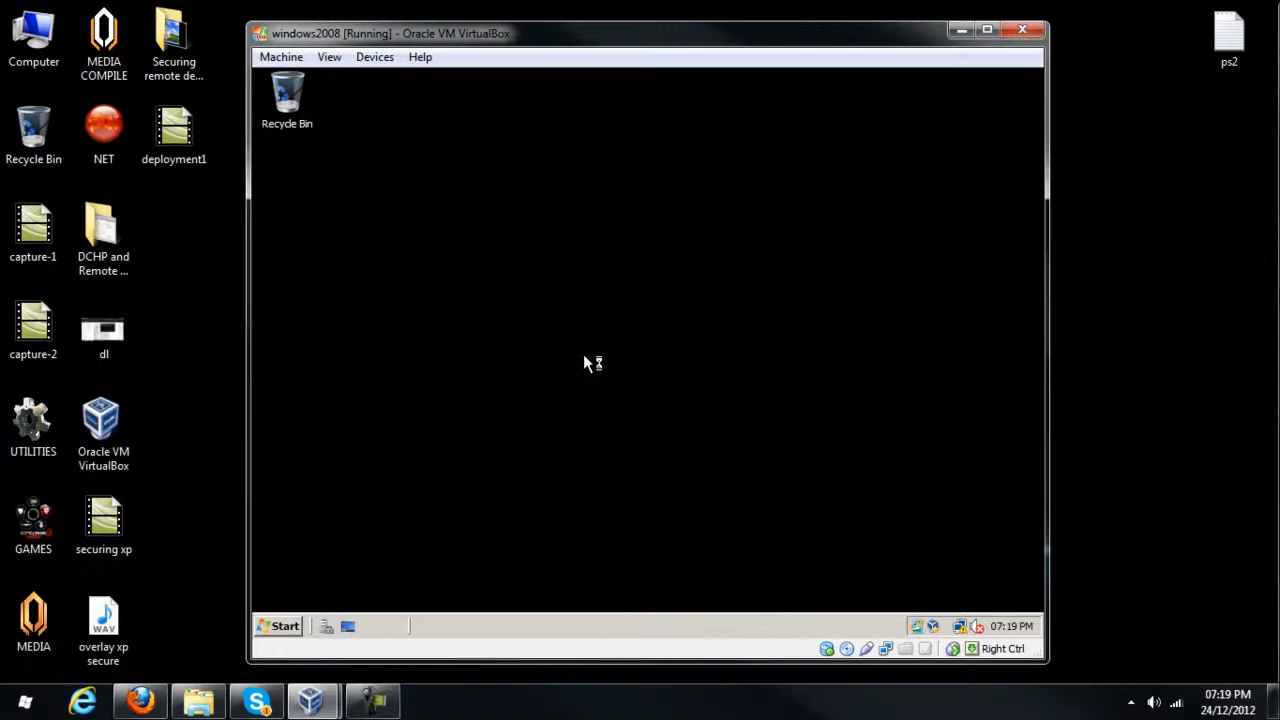 Computer
MEDIA
COMPILE
Securing
remote de...
Recycle Bin
NET
deployment1
capture-1
DCHP and
Remote ...
capture-2
dl
UTILITIES
Oracle VM
VirtualBox
GAMES
securing xp
MEDIA
WAV
overlay xp
secure
windows2008 [Running] - Oracle VM VirtualBox
Machine View Devices Help
Recycle Bin
Start
07:19 PM
Right Ctrl
ps2
07:19 PM
24/12/2012